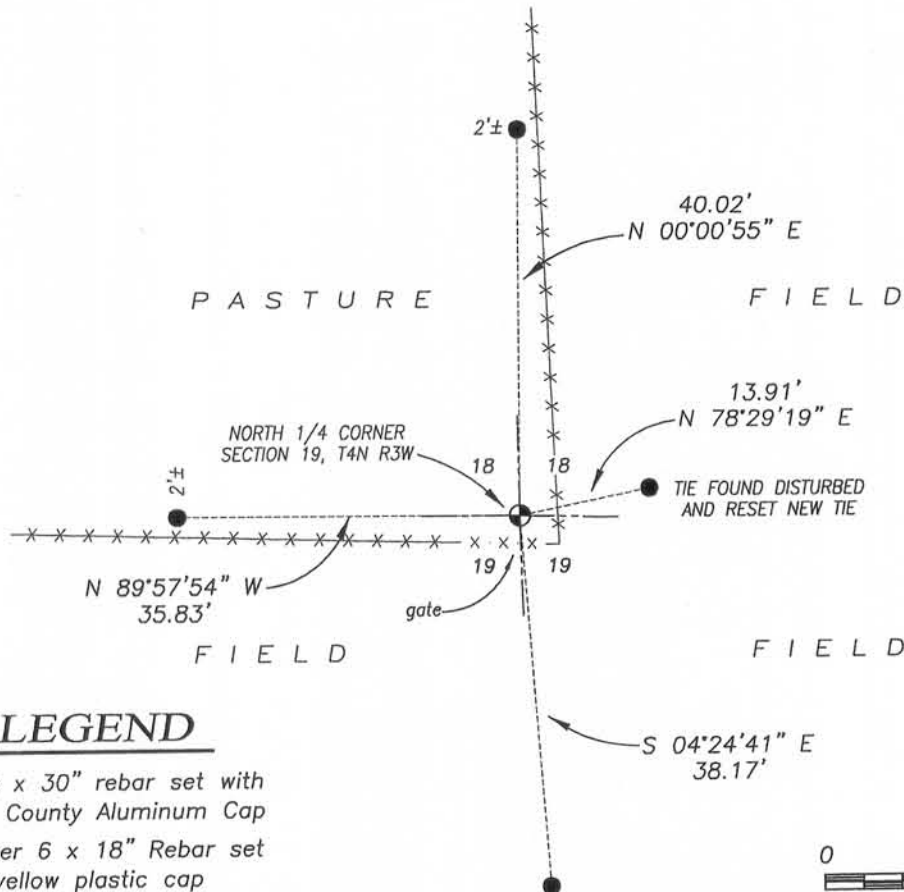 2'±
40.02'
N 00°00'55" E
PASTURE
FIELD
13.91'
N 78°29'19" E
NORTH 1/4 CORNER
SECTION 19, T4N R3W
18
18
2'±
TIE FOUND DISTURBED
AND RESET NEW TIE
19
19
N 89°57'54" W
35.83'
gate
FIELD
FIELD
S 04°24'41" E
38.17'
LEGEND
x 30" rebar set with
County Aluminum Cap
6 x 18" Rebar set
yellow plastic cap
0